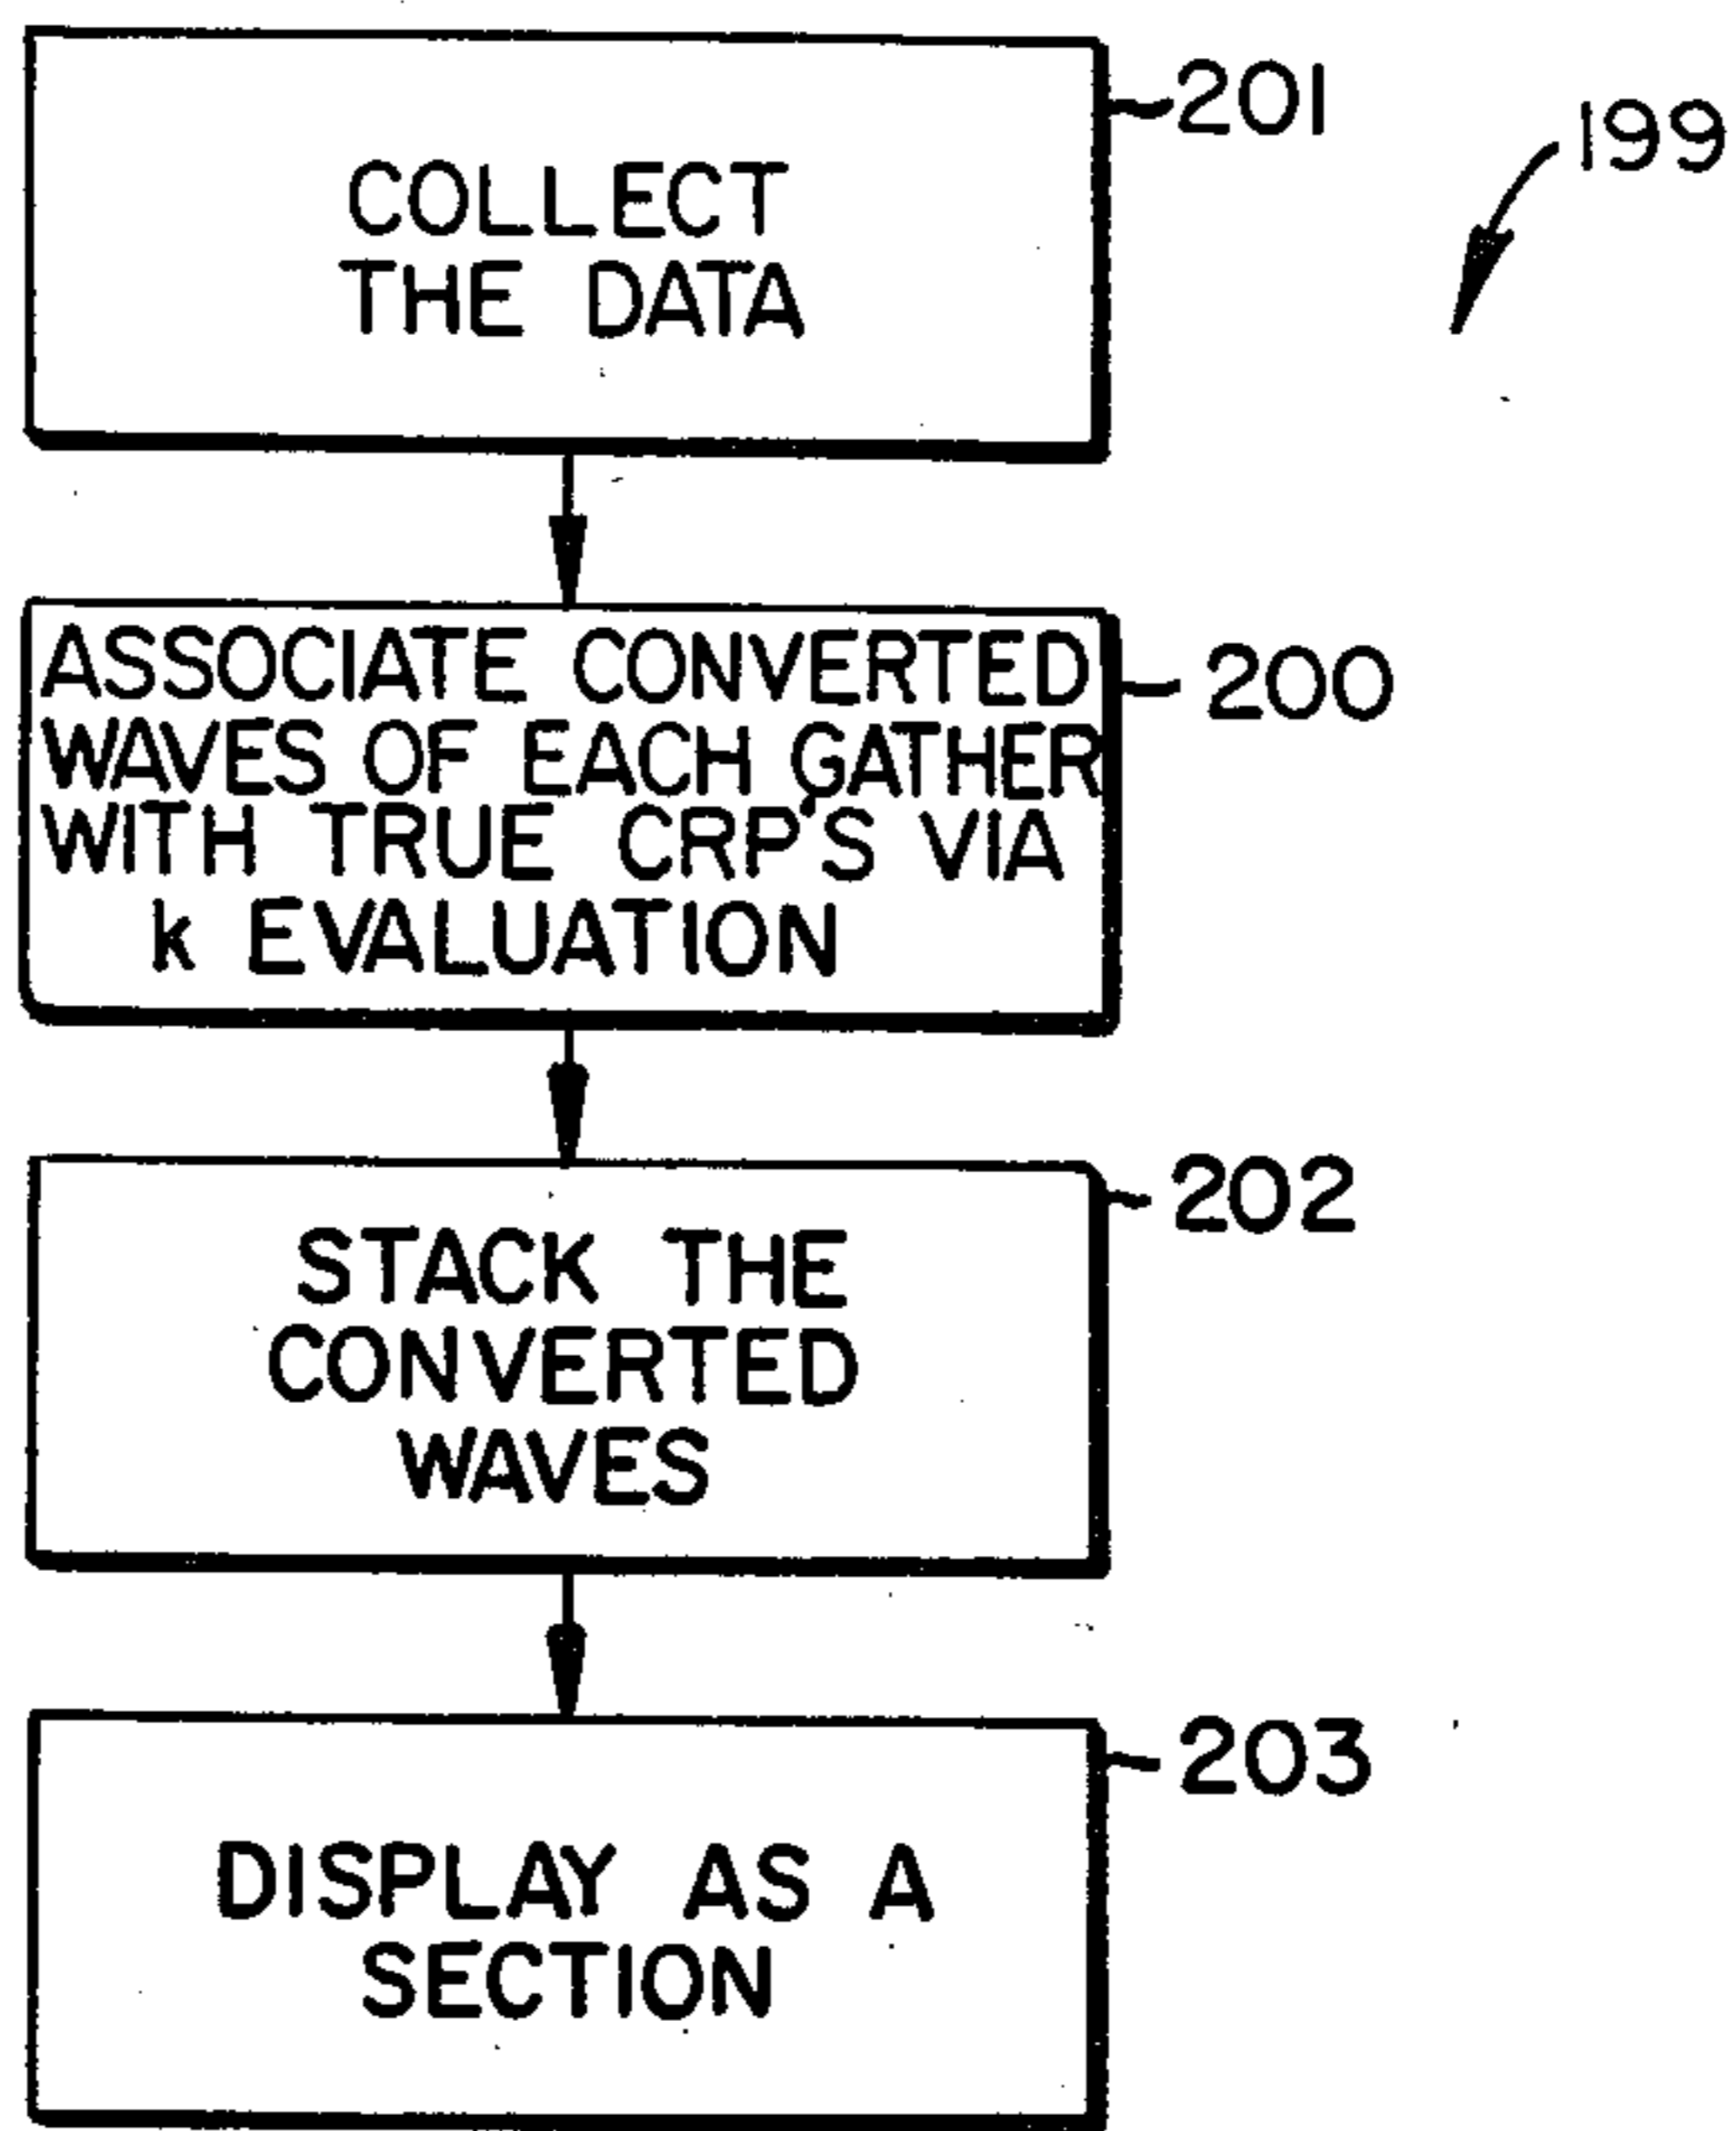 COLLECT
THE DATA
201
199
ASSOCIATE CONVERTED
WAVES OF EACH GATHER
WITH TRUE CRP'S VIA
k EVALUATION
200
STACK THE
CONVERTED
WAVES
202
DISPLAY AS A
SECTION
203